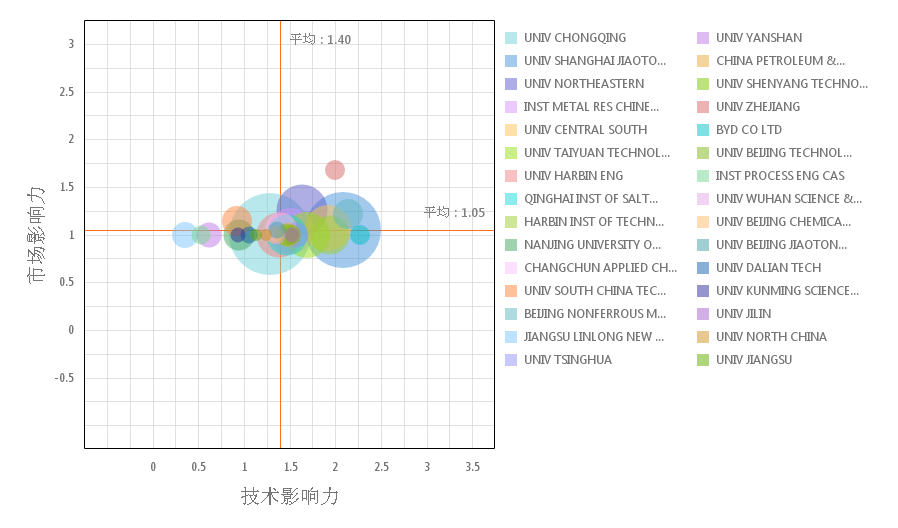 平均 : 1.40
平均 : 1.05
3
2.5
2
1.5
1
0.5
0
-0.5
市场影响力
0 0.5 1 1.5 2 2.5 3 3.5
技术影响力
UNIV CHONGQING
UNIV SHANGHAI JIAOTO...
UNIV NORTHEASTERN
INST METAL RES CHINE...
UNIV CENTRAL SOUTH
UNIV TAIYUAN TECHNOL...
UNIV HARBIN ENG
QINGHAI INST OF SALT...
HARBIN INST OF TECHN...
NANJING UNIVERSITY O...
CHANGCHUN APPLIED CH...
UNIV SOUTH CHINA TEC...
BEIJING NONFERROUS M...
JIANGSU LINLONG NEW ...
UNIV TSINGHUA
UNIV YANSHAN
CHINA PETROLEUM &...
UNIV SHENYANG TECHNO...
UNIV ZHEJIANG
BYD CO LTD
UNIV BEIJING TECHNOL...
INST PROCESS ENG CAS
UNIV WUHAN SCIENCE &...
UNIV BEIJING CHEMICA...
UNIV BEIJING JIAOTON...
UNIV DALIAN TECH
UNIV KUNMING SCIENCE...
UNIV JILIN
UNIV NORTH CHINA
UNIV JIANGSU